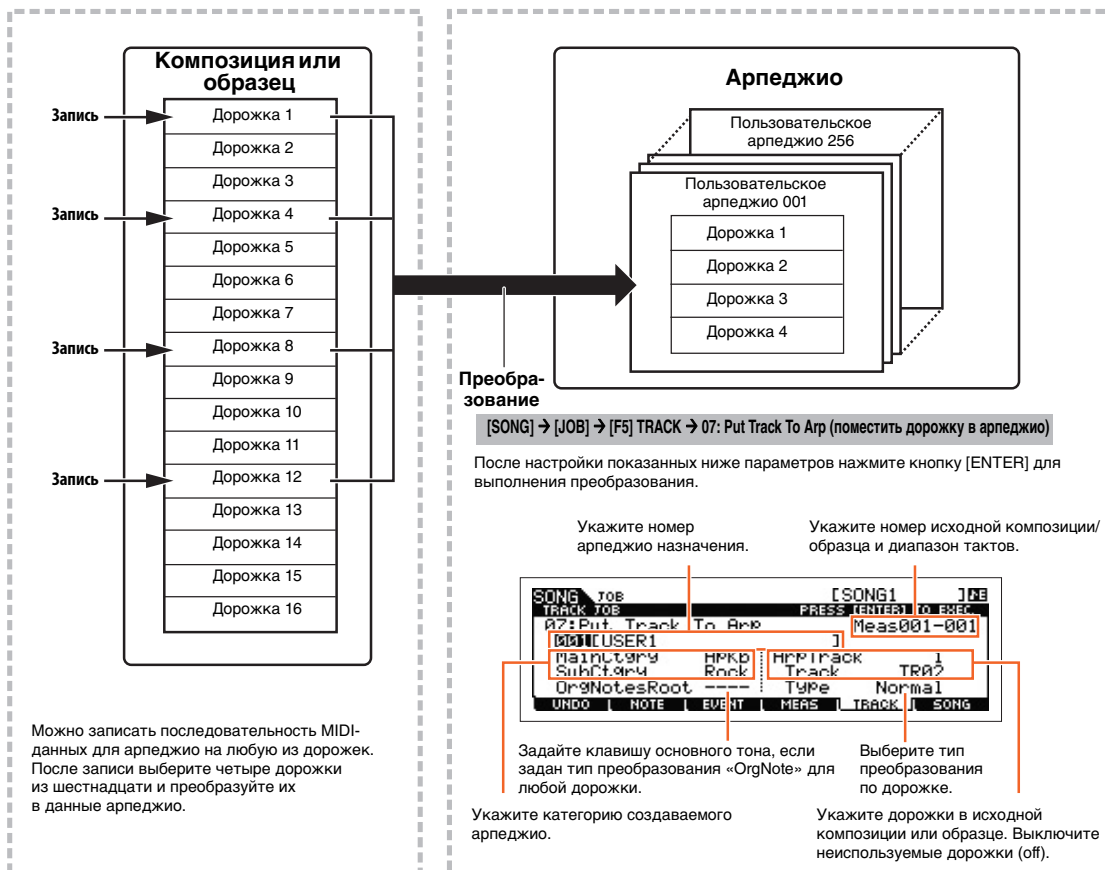 Композиция или
образец
Запись
Дорожка 1
Дорожка 2
Дорожка 3
Запись
Дорожка 4
Дорожка 5
Дорожка 6
Дорожка 7
Запись
Дорожка 8
Дорожка 9
Дорожка 10
Дорожка 11
Запись
Дорожка 12
Дорожка 13
Дорожка 14
Дорожка 15
Дорожка 16
Можно записать последовательность MIDI-
данных для арпеджио на любую из дорожек.
После записи выберите четыре дорожки
из шестнадцати и преобразуйте их
в данные арпеджио.
Преобра-
зование
Арпеджио
Пользовательское
арпеджио 256
Пользовательское
арпеджио 001
Дорожка 1
Дорожка 2
Дорожка 3
Дорожка 4
[SONG] → [JOB] → [F5] TRACK → 07: Put Track To Arp (поместить дорожку в арпеджио)
После настройки показанных ниже параметров нажмите кнопку [ENTER] для
выполнения преобразования.
Укажите номер
арпеджио назначения.
Укажите номер исходной композиции/
образца и диапазон тактов.
SONG JOB [SONG1 ]
TRACK JOB PRESS [ENTER] TO EXEC.
07:Put Track To Arp Meas001-001
001[USER1 ]
MainCtgry ApKb ArpTrack 1
SubCtgry Rock Track TR02
OrgNotesRoot ---- Type Normal
UNDO NOTE EVENT MEAS TRACK SONG
Задайте клавишу основного тона, если
задан тип преобразования «OrgNote» для
любой дорожки.
Выберите тип
преобразования
по дорожке.
Укажите категорию создаваемого
арпеджио.
Укажите дорожки в исходной
композиции или образце. Выключите
неиспользуемые дорожки (off).